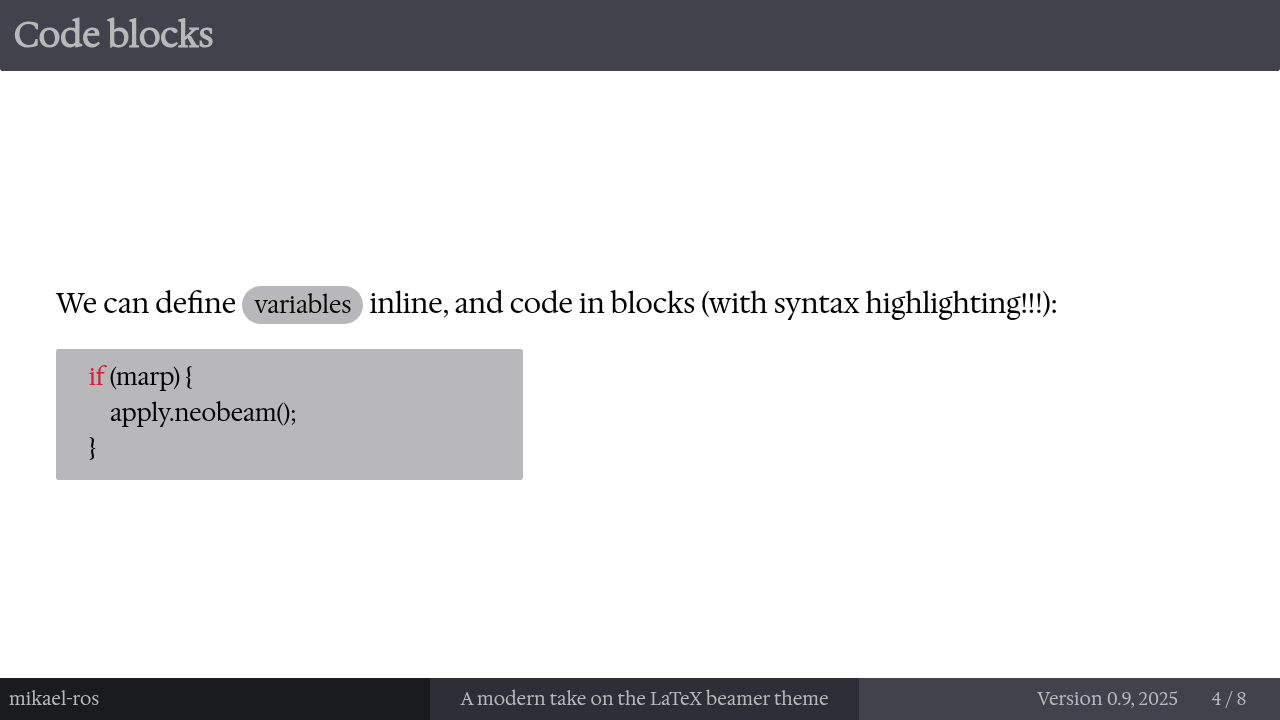 Code blocks
We can define variables inline, and code in blocks (with syntax highlighting!!!):
if (marp) {
    apply.neobeam();
}
mikael-ros
A modern take on the LaTeX beamer theme
Version 0.9, 2025
4 / 8